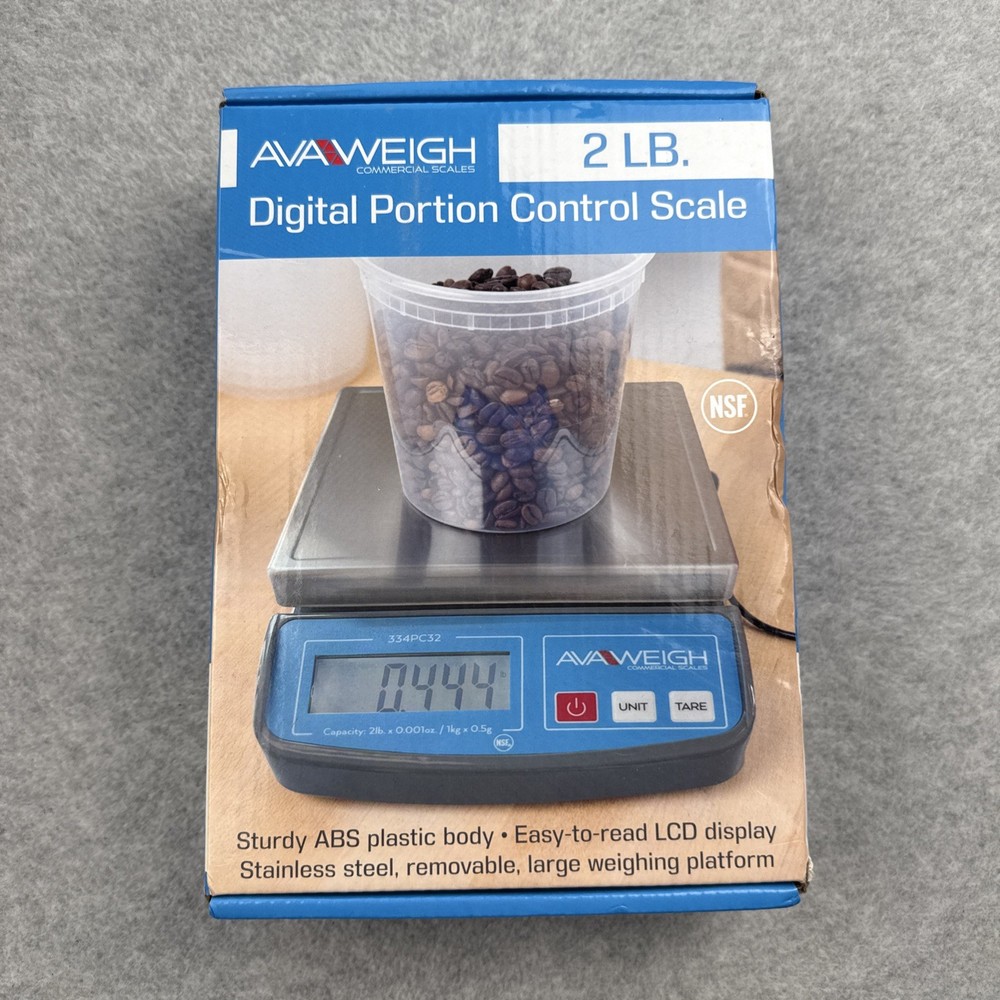 AVAWEIGH
COMMERCIAL SCALES
2 LB.
Digital Portion Control Scale
NSF
334PC32
0.444
Capacity: 2lb. x 0.001oz. / 1kg x 0.5g
NSF
AVAWEIGH
COMMERCIAL SCALES
UNIT
TARE
Sturdy ABS plastic body • Easy-to-read LCD display
Stainless steel, removable, large weighing platform